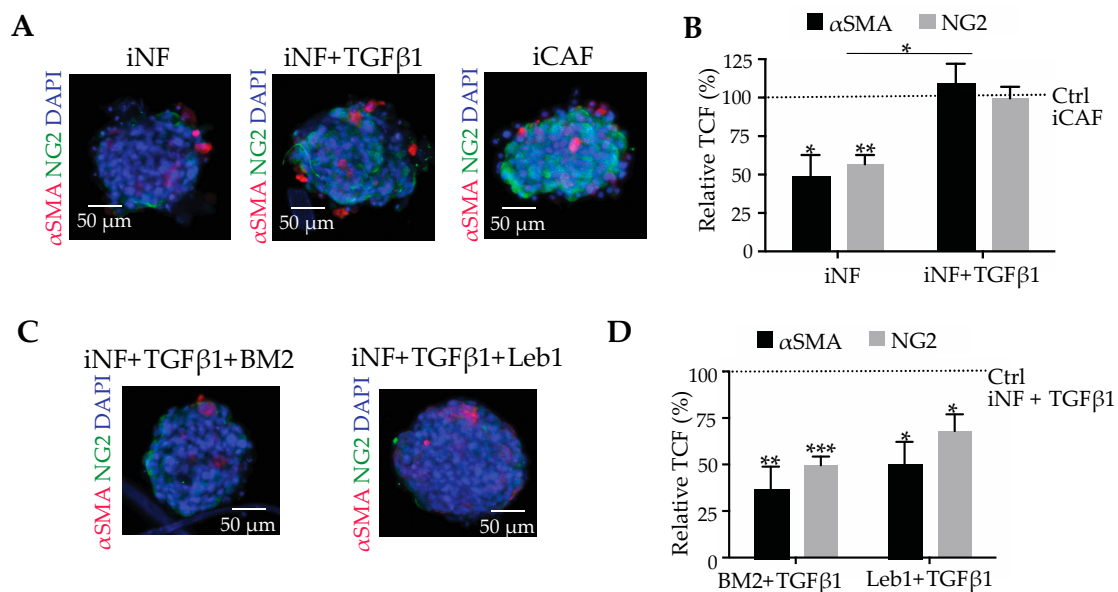 A
iNF
iNF+TGFβ1
iCAF
αSMA NG2 DAPI
50 µm
αSMA NG2 DAPI
50 µm
αSMA NG2 DAPI
50 µm
B
αSMA NG2
Relative TCF (%)
125
100
75
50
25
0
*
**
*
Ctrl
iCAF
iNF
iNF+TGFβ1
C
iNF+TGFβ1+BM2
iNF+TGFβ1+Leb1
αSMA NG2 DAPI
50 µm
αSMA NG2 DAPI
50 µm
D
αSMA NG2
Relative TCF (%)
100
75
50
25
0
**
***
*
*
Ctrl
iNF + TGFβ1
BM2+TGFβ1
Leb1+TGFβ1